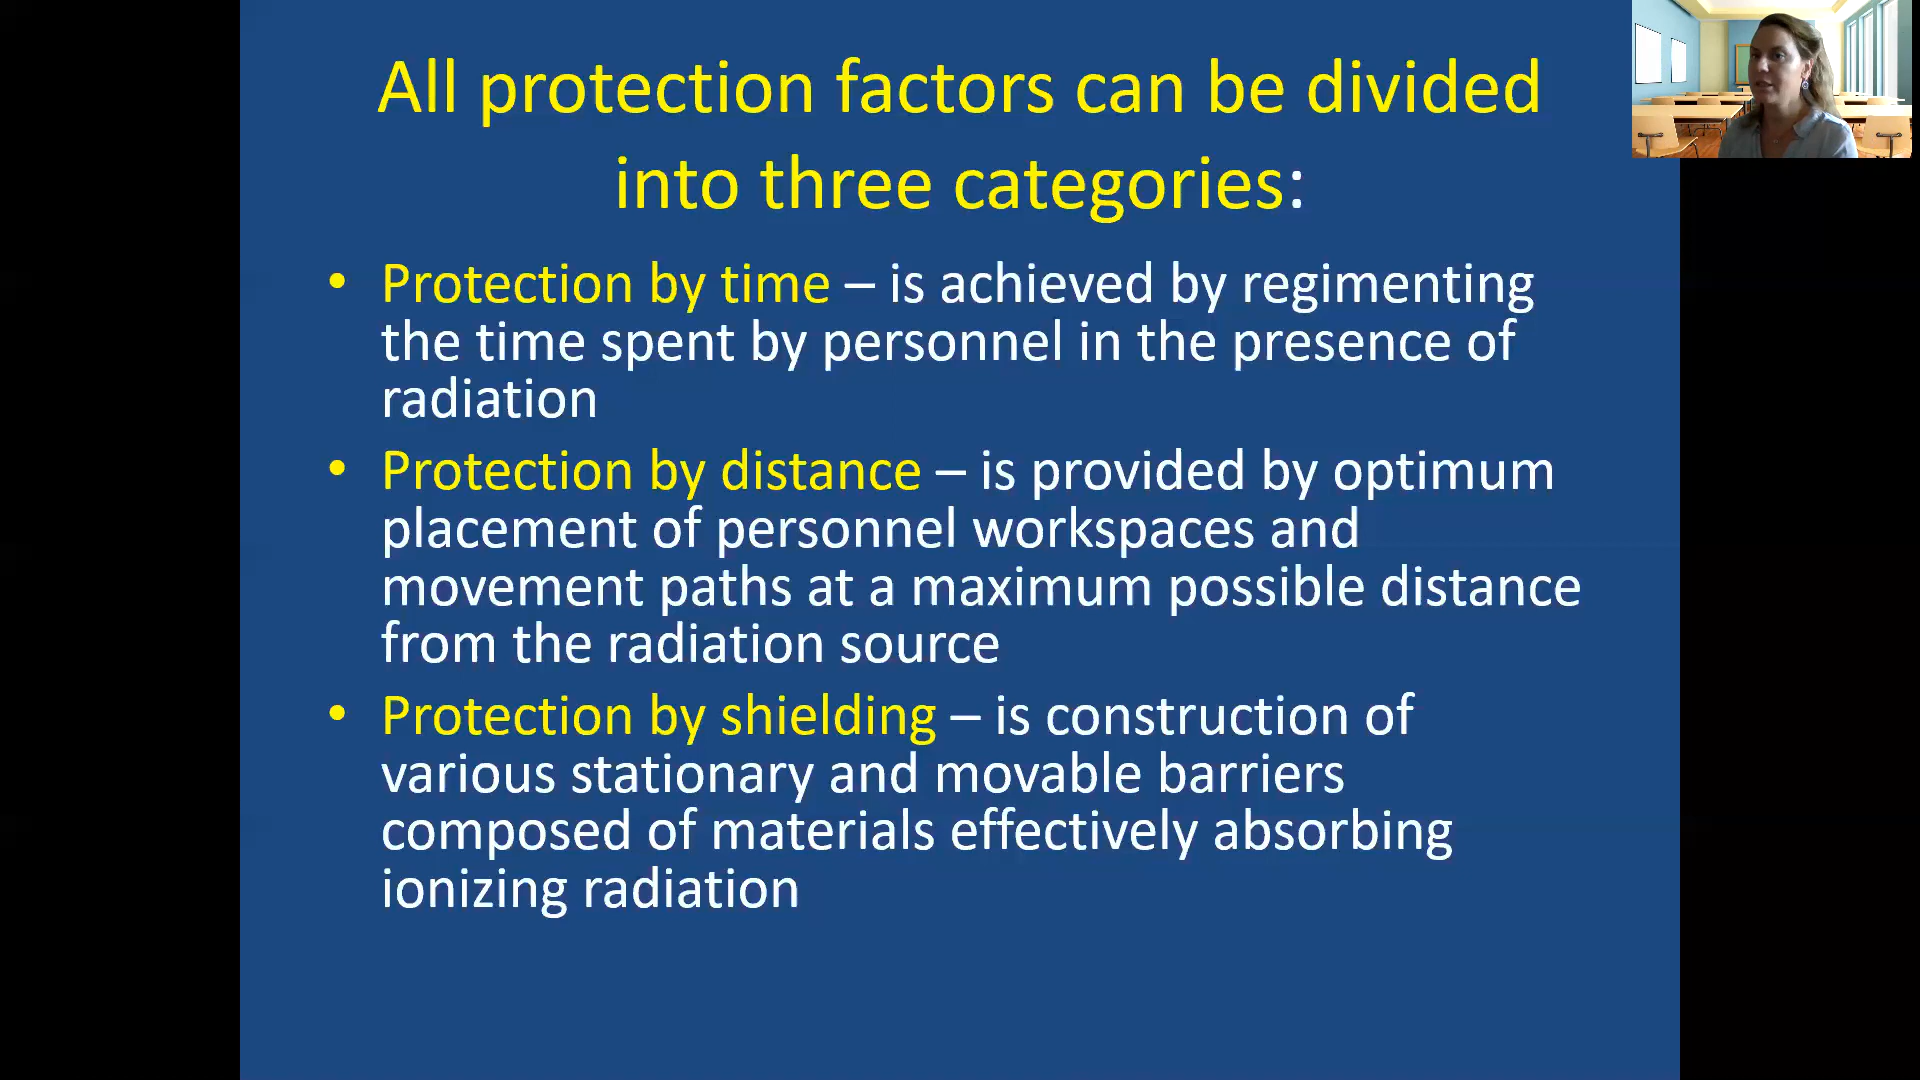 All protection factors can be divided
into three categories:
• Protection by time – is achieved by regimenting
the time spent by personnel in the presence of
radiation
• Protection by distance – is provided by optimum
placement of personnel workspaces and
movement paths at a maximum possible distance
from the radiation source
• Protection by shielding – is construction of
various stationary and movable barriers
composed of materials effectively absorbing
ionizing radiation